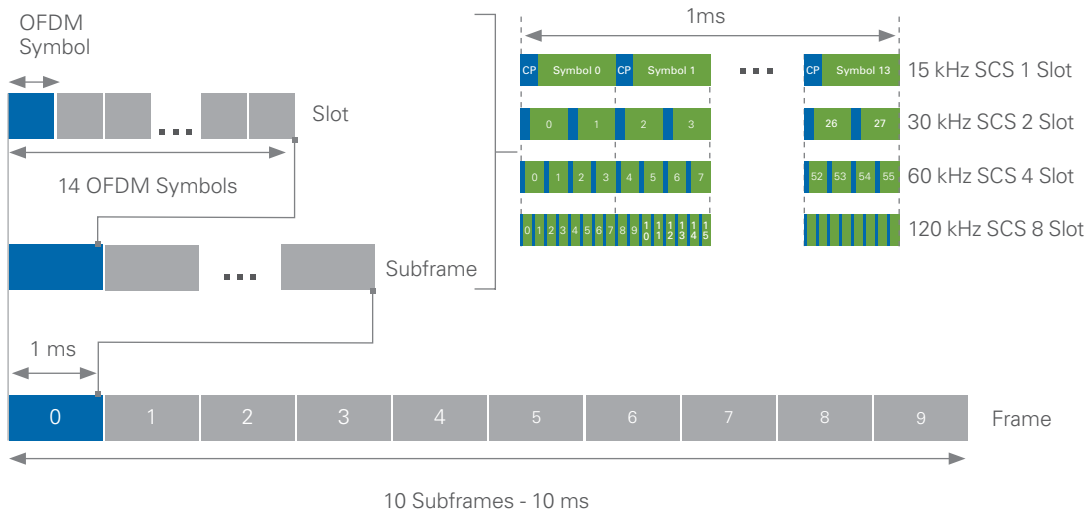 OFDM
Symbol
Slot
14 OFDM Symbols
Subframe
1 ms
0 1 2 3 4 5 6 7 8 9
Frame
10 Subframes - 10 ms
1ms
CP Symbol 0 CP Symbol 1 CP Symbol 13 15 kHz SCS 1 Slot
0 1 2 3 26 27 30 kHz SCS 2 Slot
0 1 2 3 4 5 6 7 52 53 54 55 60 kHz SCS 4 Slot
0 1 2 3 4 5 6 7 8 9 10 11 12 13 14 15 120 kHz SCS 8 Slot